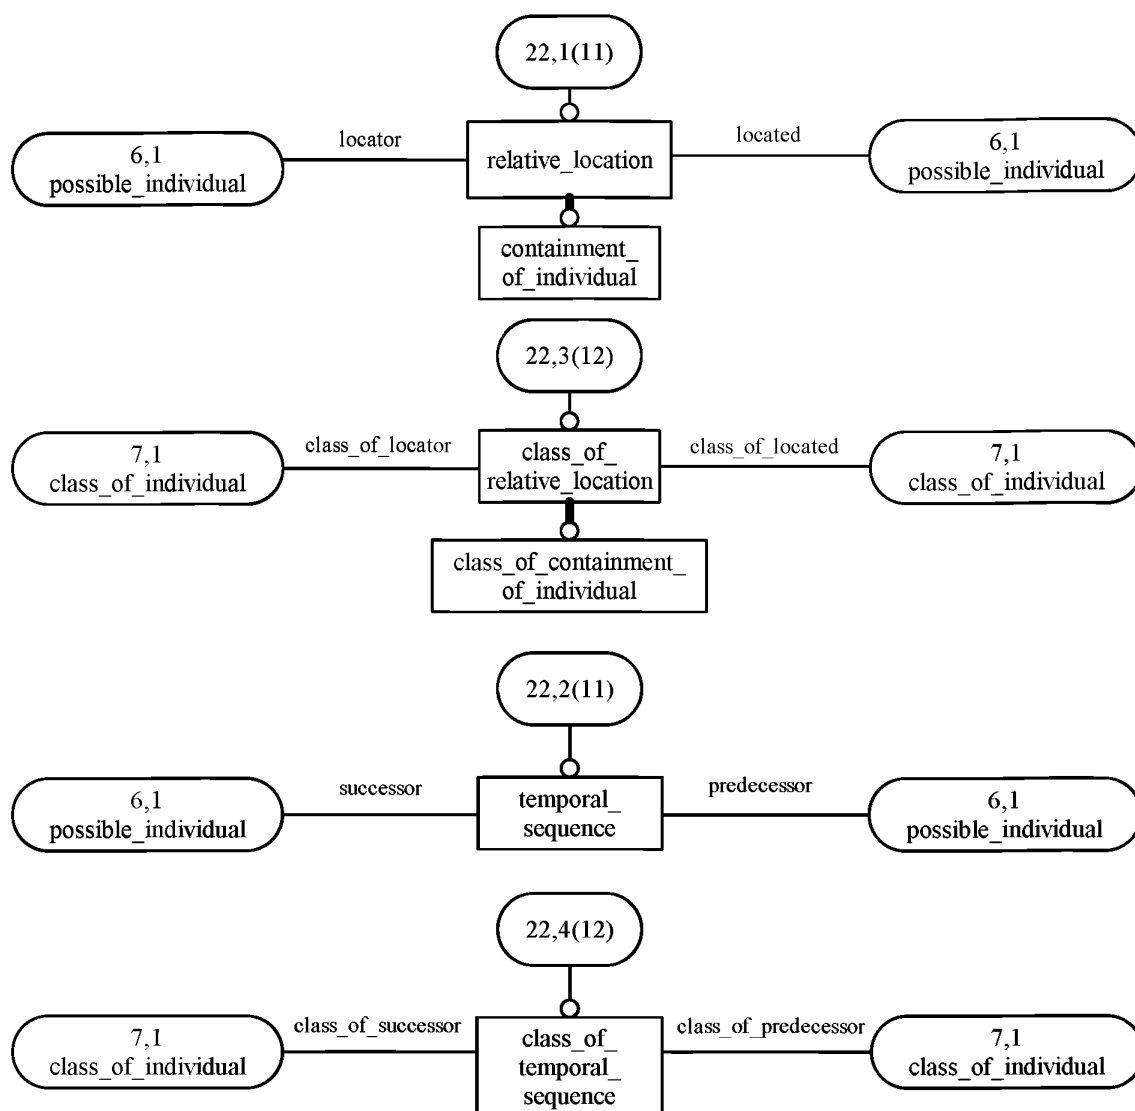 22,1(11)
locator
located
6,1
possible_individual
relative_location
6,1
possible_individual
containment_
of_individual
22,3(12)
class_of_locator
class_of_located
7,1
class_of_individual
class_of_
relative_location
7,1
class_of_individual
class_of_containment_
of_individual
22,2(11)
successor
predecessor
6,1
possible_individual
temporal_
sequence
6,1
possible_individual
22,4(12)
class_of_successor
class_of_predecessor
7,1
class_of_individual
class_of_
temporal_
sequence
7,1
class_of_individual